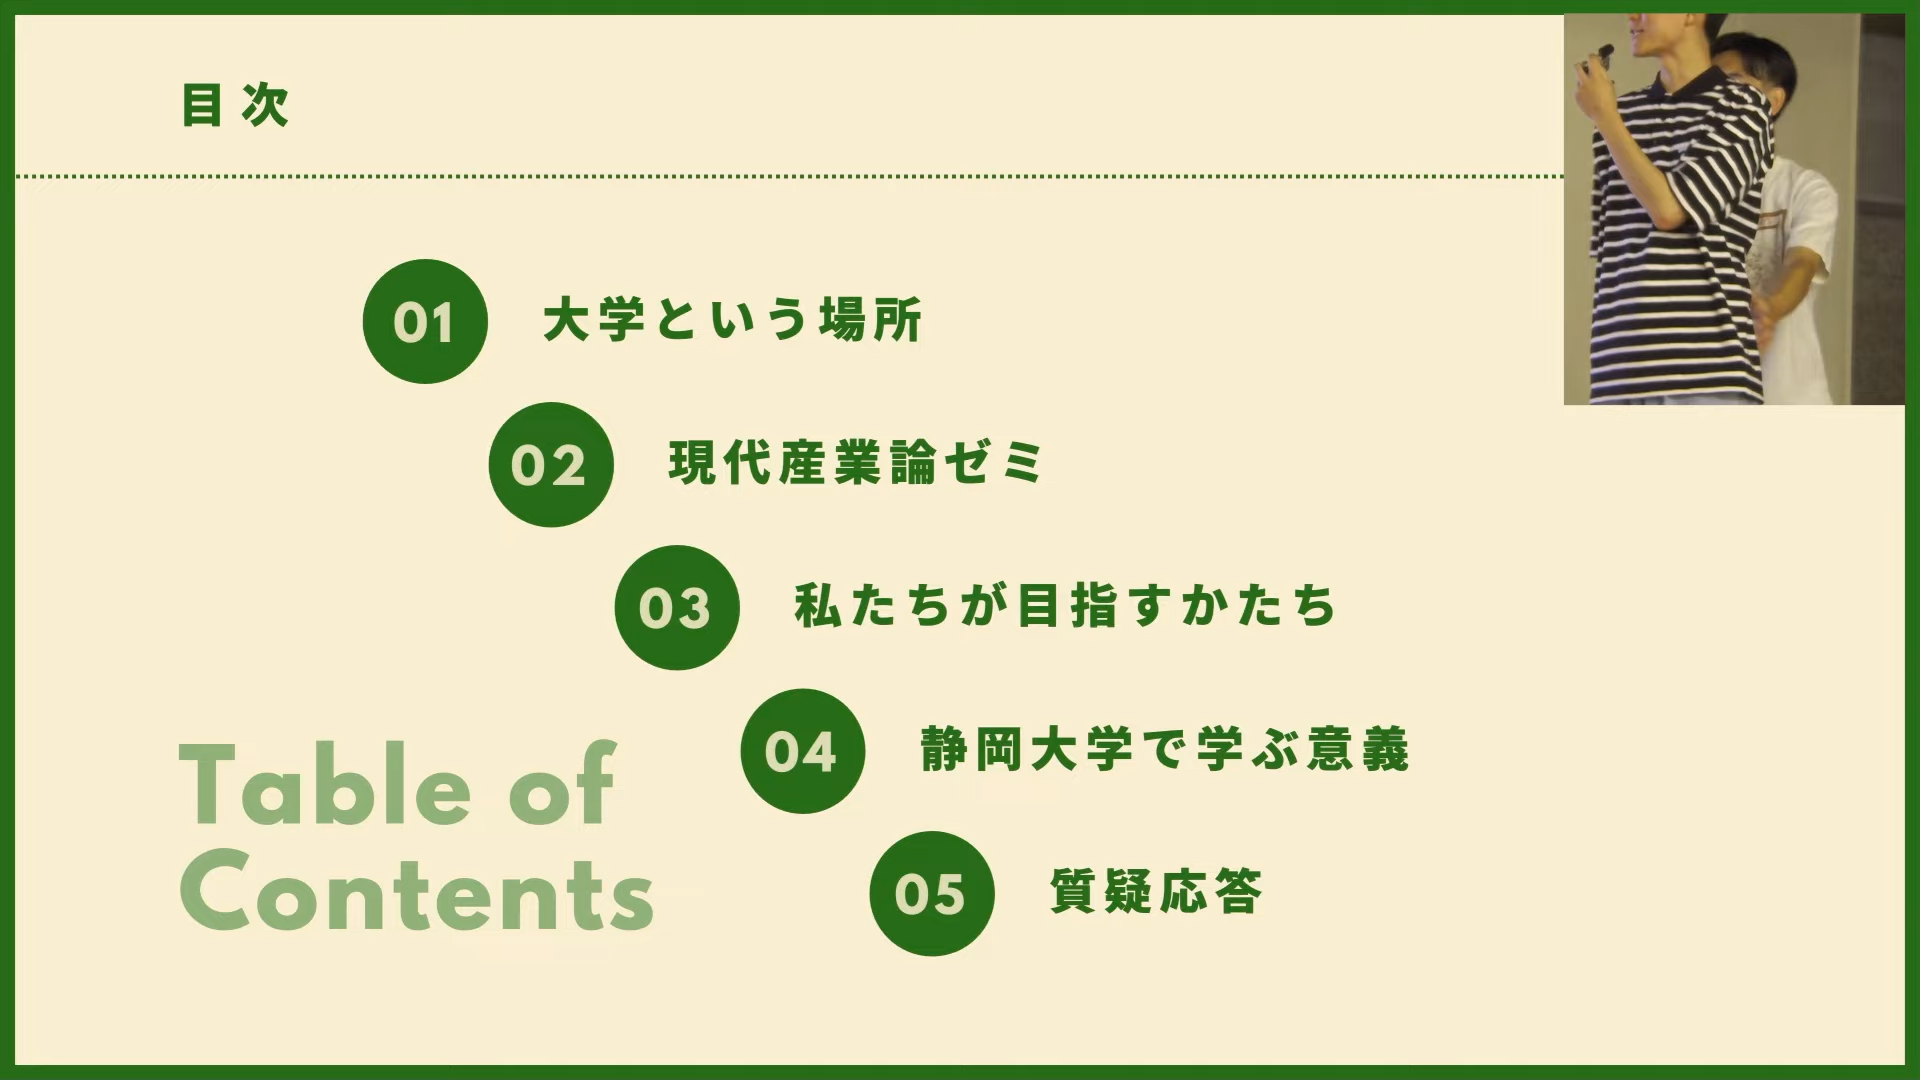 目次
01 大学という場所
02 現代産業論ゼミ
03 私たちが目指すかたち
04 静岡大学で学ぶ意義
05 質疑応答
Table of
Contents